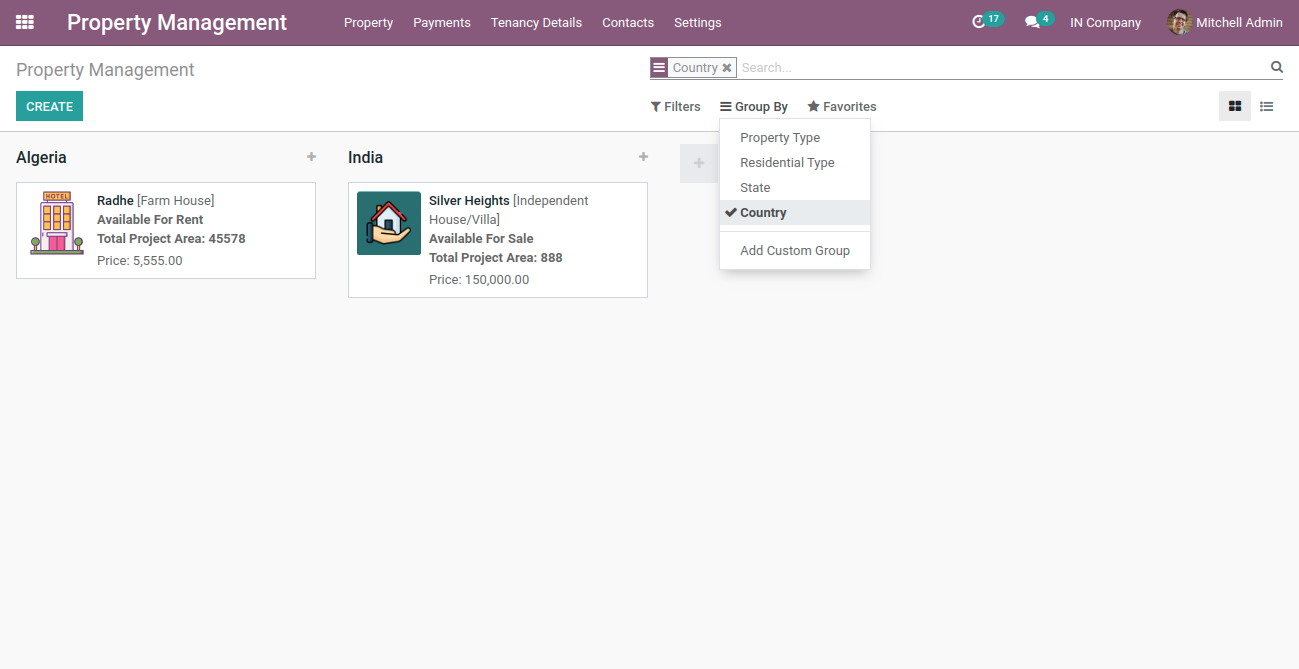 Property Management
Property
Payments
Tenancy Details
Contacts
Settings
17
4
IN Company
Mitchell Admin
Property Management
Country
Search...
CREATE
Filters
Group By
Favorites
Property Type
Residential Type
State
Country
Add Custom Group
Algeria
HOTEL
Radhe [Farm House]
Available For Rent
Total Project Area: 45578
Price: 5,555.00
India
Silver Heights [Independent
House/Villa]
Available For Sale
Total Project Area: 888
Price: 150,000.00